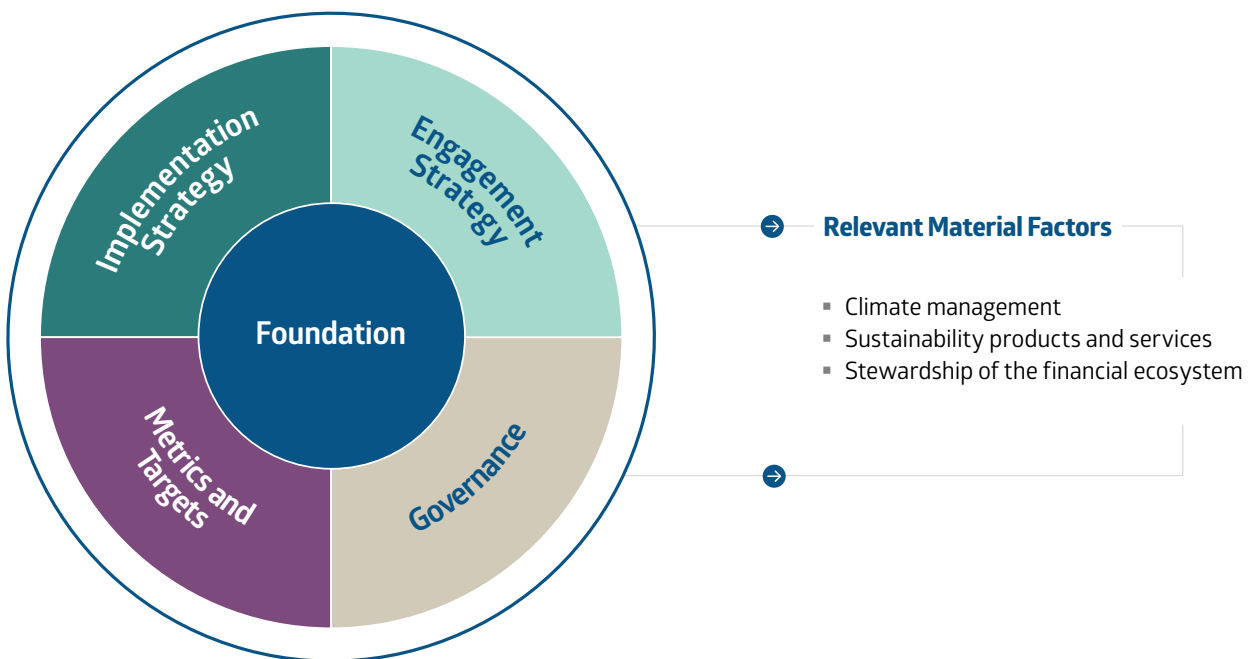 Implementation
Strategy
Engagement
Strategy
Foundation
Metrics and
Targets
Governance
Relevant Material Factors
Climate management
Sustainability products and services
Stewardship of the financial ecosystem